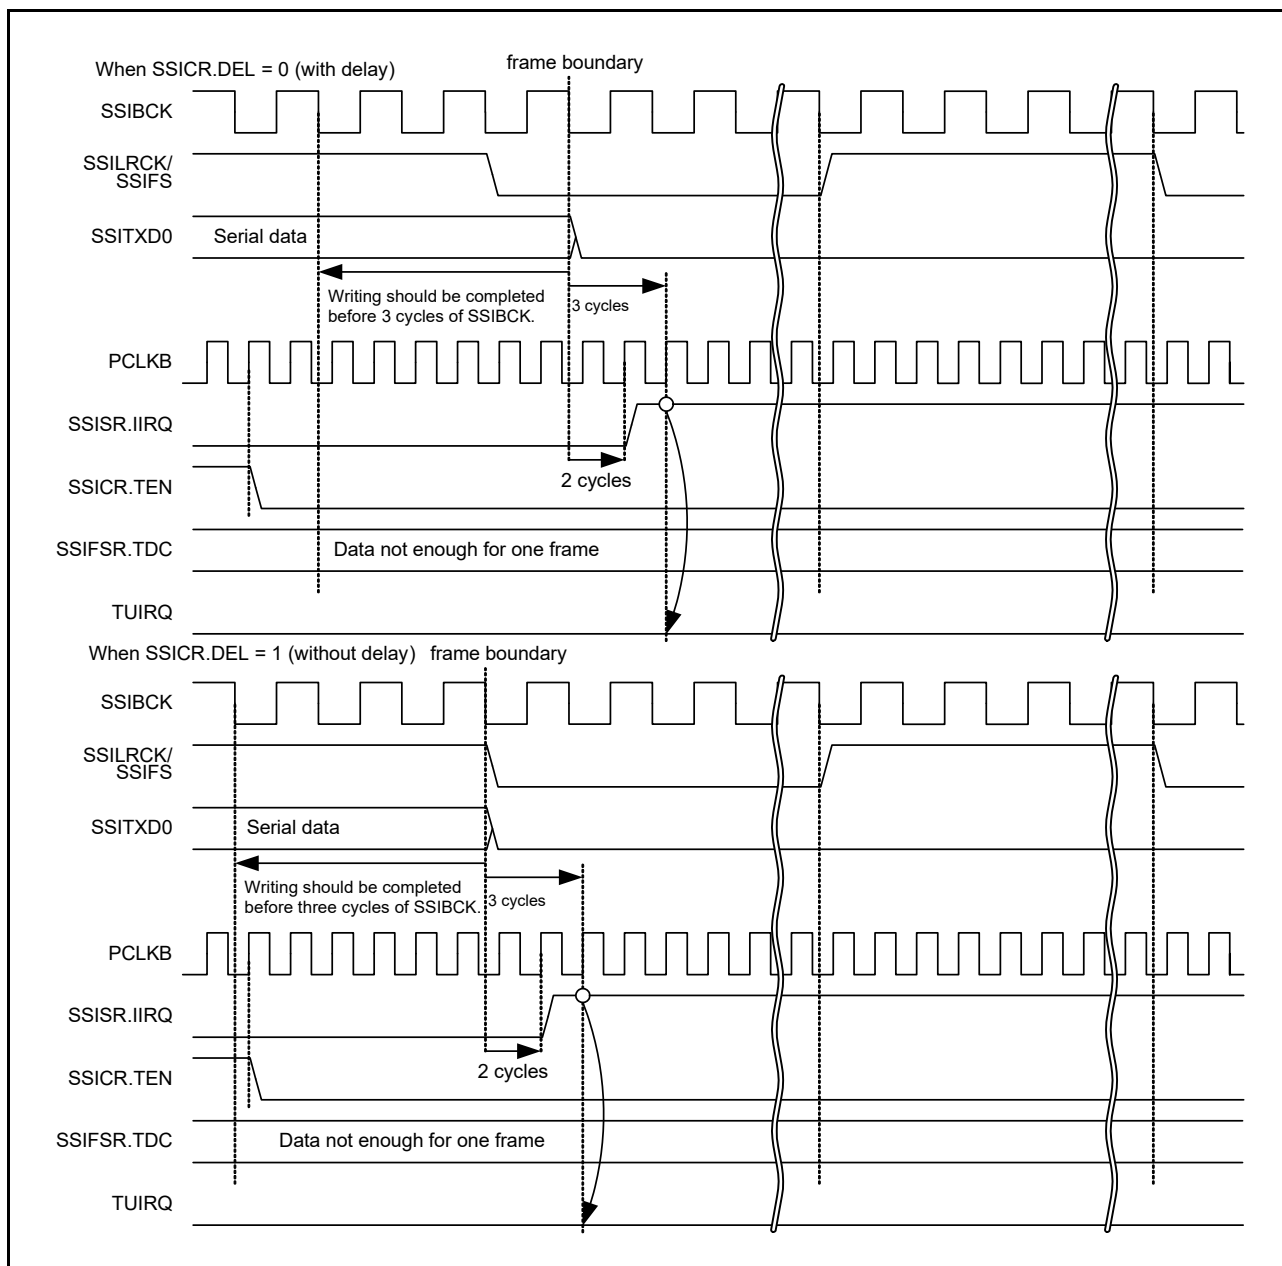 When SSICR.DEL = 0 (with delay)
frame boundary
SSIBCK
SSILRCK/
SSIFS
SSITXD0
Serial data
Writing should be completed
before 3 cycles of SSIBCK.
3 cycles
PCLKB
SSISR.IIRQ
2 cycles
SSICR.TEN
SSIFSR.TDC
Data not enough for one frame
TUIRQ
When SSICR.DEL = 1 (without delay)
frame boundary
SSIBCK
SSILRCK/
SSIFS
SSITXD0
Serial data
Writing should be completed
before three cycles of SSIBCK.
3 cycles
PCLKB
SSISR.IIRQ
2 cycles
SSICR.TEN
SSIFSR.TDC
Data not enough for one frame
TUIRQ